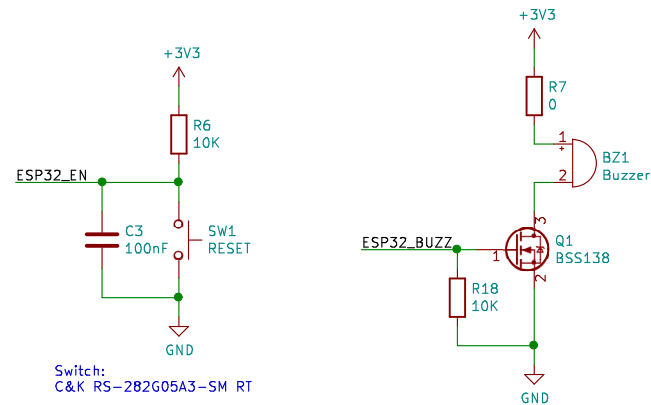 +3V3
R6
10K
ESP32_EN
C3
100nF
SW1
RESET
GND
Switch:
C&K RS-282G05A3-SM RT
+3V3
R7
0
1
+
BZ1
Buzzer
2
3
ESP32_BUZZ
1
Q1
BSS138
2
R18
10K
GND